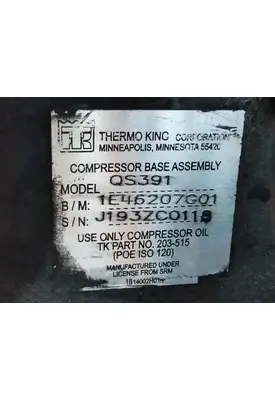 TK
THERMO KING CORPORATION
MINNEAPOLIS, MINNESOTA 55420
COMPRESSOR BASE ASSEMBLY
MODEL QS391
B / M: 1E46207G01
S / N: J193ZC0118
USE ONLY COMPRESSOR OIL
TK PART NO. 203-515
(POE ISO 120)
MANUFACTURED UNDER
LICENSE FROM SRM